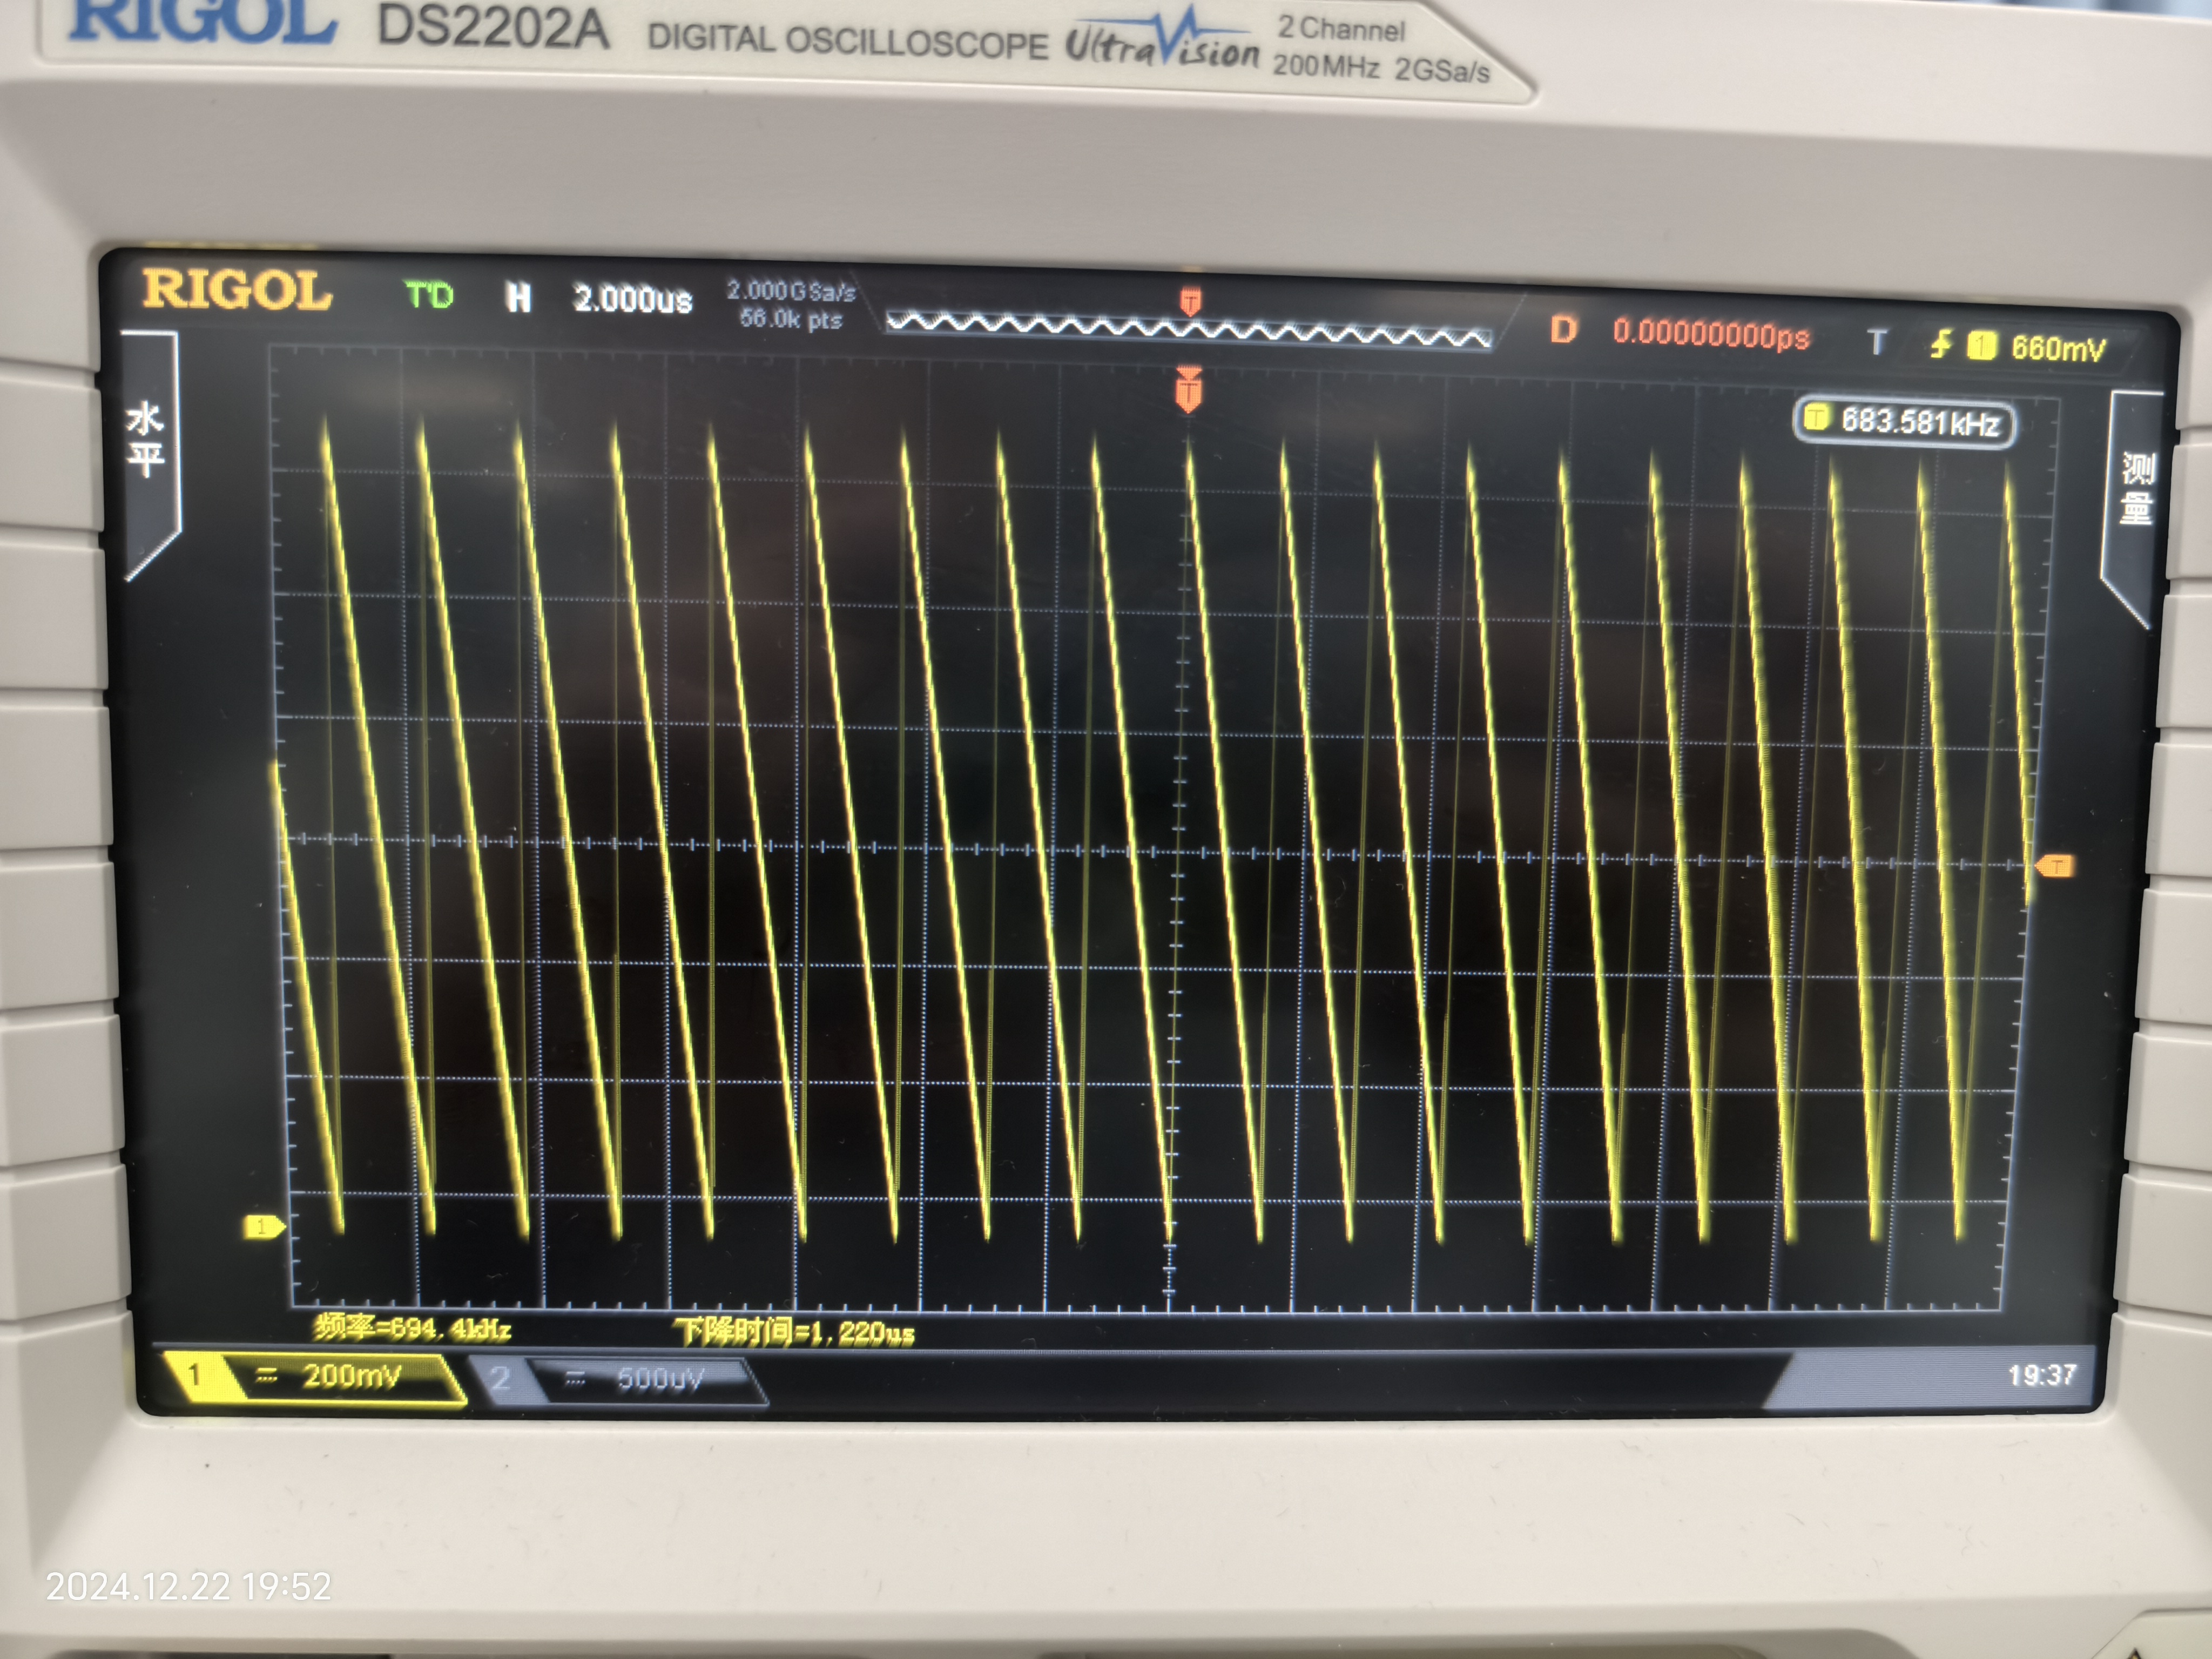 RIGOL DS2202A DIGITAL OSCILLOSCOPE UltraVision 2 Channel
200MHz 2GSa/s
RIGOL T'D H 2.000us 2.000GSa/s
56.0k pts
T
D 0.00000000ps T 1 660mV
T
T 683.581kHz
水平
测量
T
1
频率=694.4kHz 下降时间=1.220us
1 200mV 2 500uV 19:37
2024.12.22 19:52